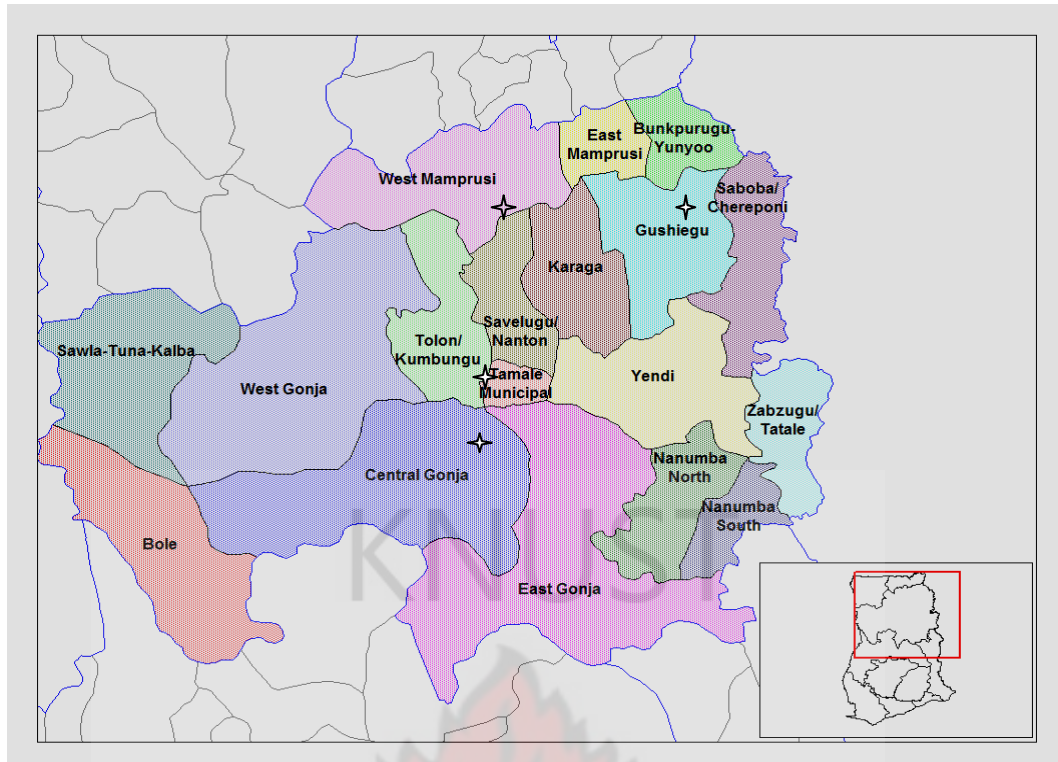 East
Mamprusi
Bunkpurugu-
Yunyoo
West Mamprusi
Saboba/
Chereponi
Gushiegu
Karaga
Savelugu/
Nanton
Tolon/
Kumbungu
Sawla-Tuna-Kalba
West Gonja
Tamale
Municipal
Yendi
Zabzugu/
Tatale
Central Gonja
Nanumba
North
Nanumba
South
KNUST
Bole
East Gonja